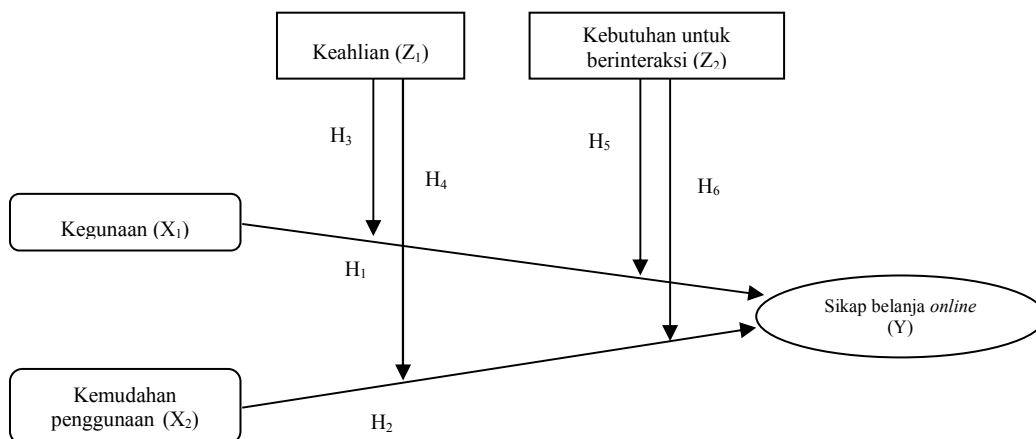 Keahlian (Z₁)
Kebutuhan untuk
berinteraksi (Z₂)
H₃
H₅
H₄
H₆
Kegunaan (X₁)
H₁
Sikap belanja online
(Y)
Kemudahan
penggunaan (X₂)
H₂